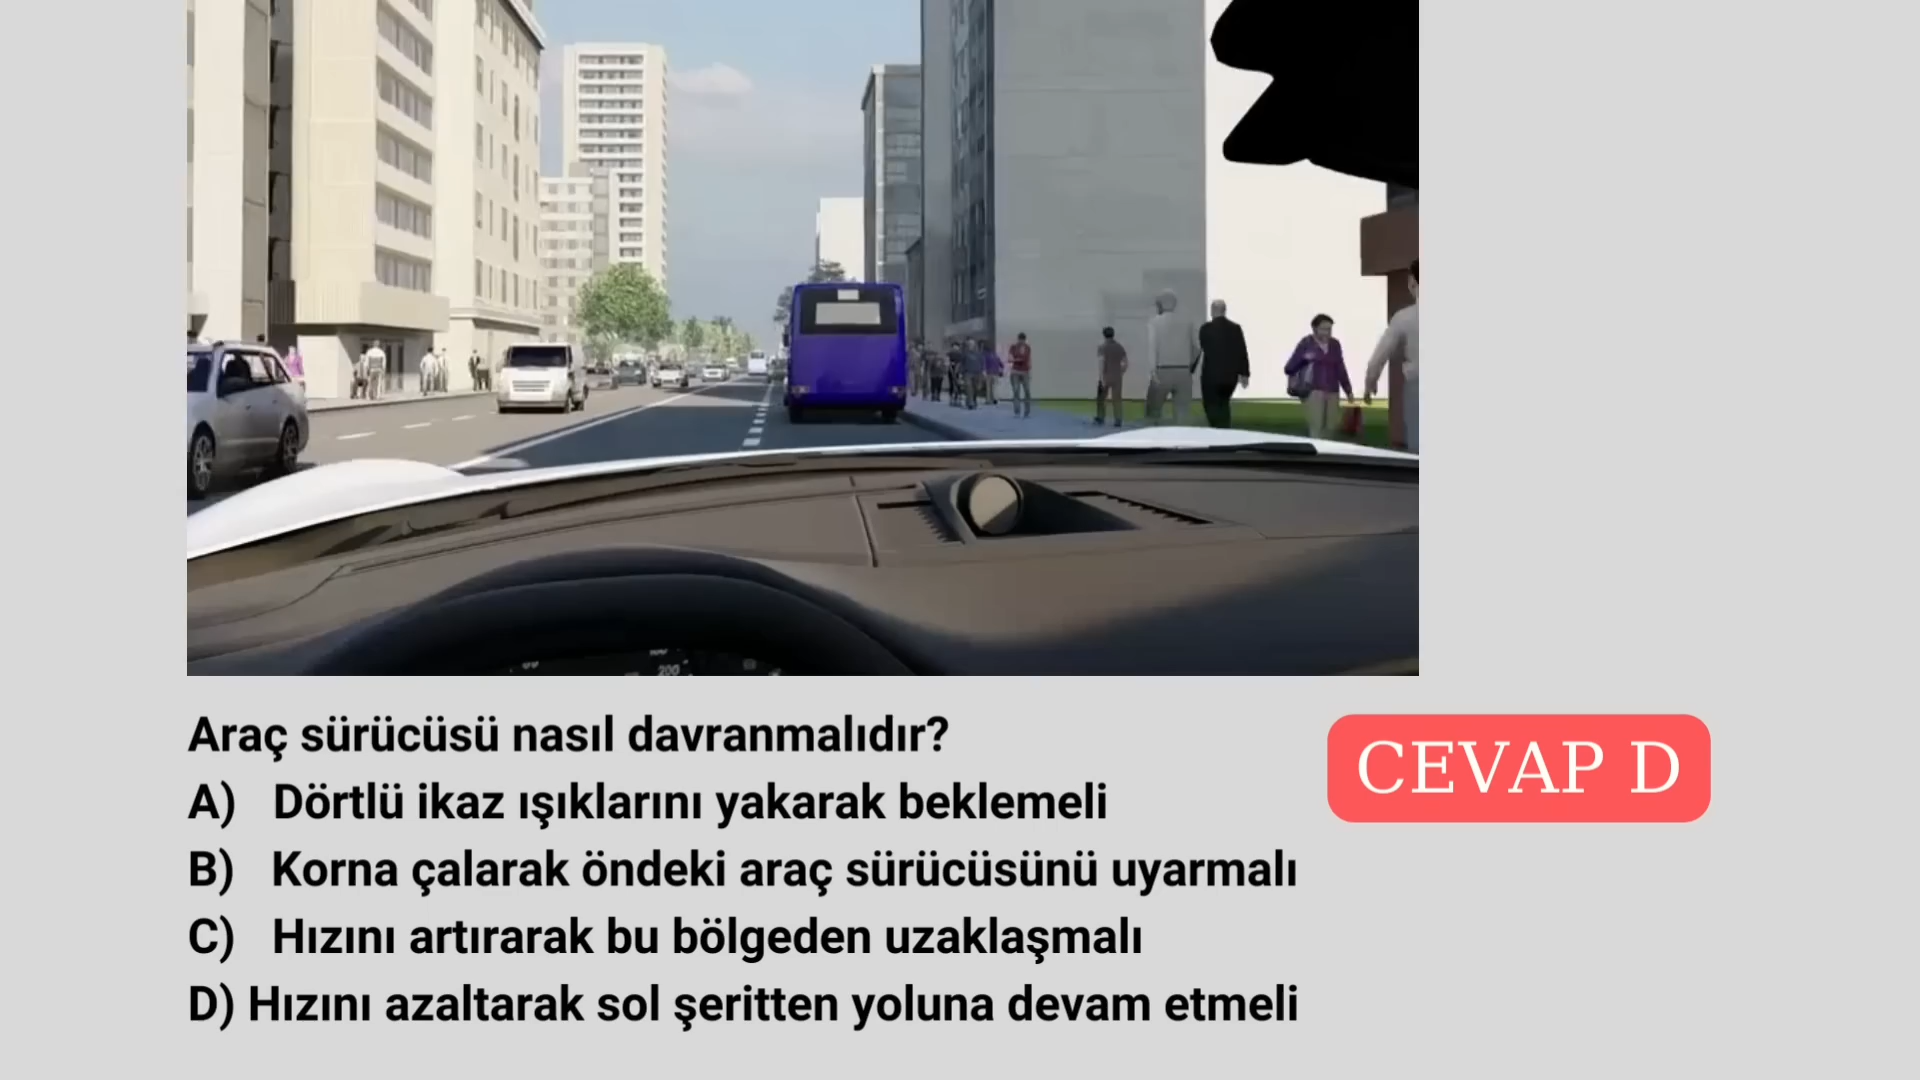 Araç sürücüsü nasıl davranmalıdır?
CEVAP D
A) Dörtlü ikaz ışıklarını yakarak beklemeli
B) Korna çalarak öndeki araç sürücüsünü uyarmalı
C) Hızını artırarak bu bölgeden uzaklaşmalı
D) Hızını azaltarak sol şeritten yoluna devam etmeli
200